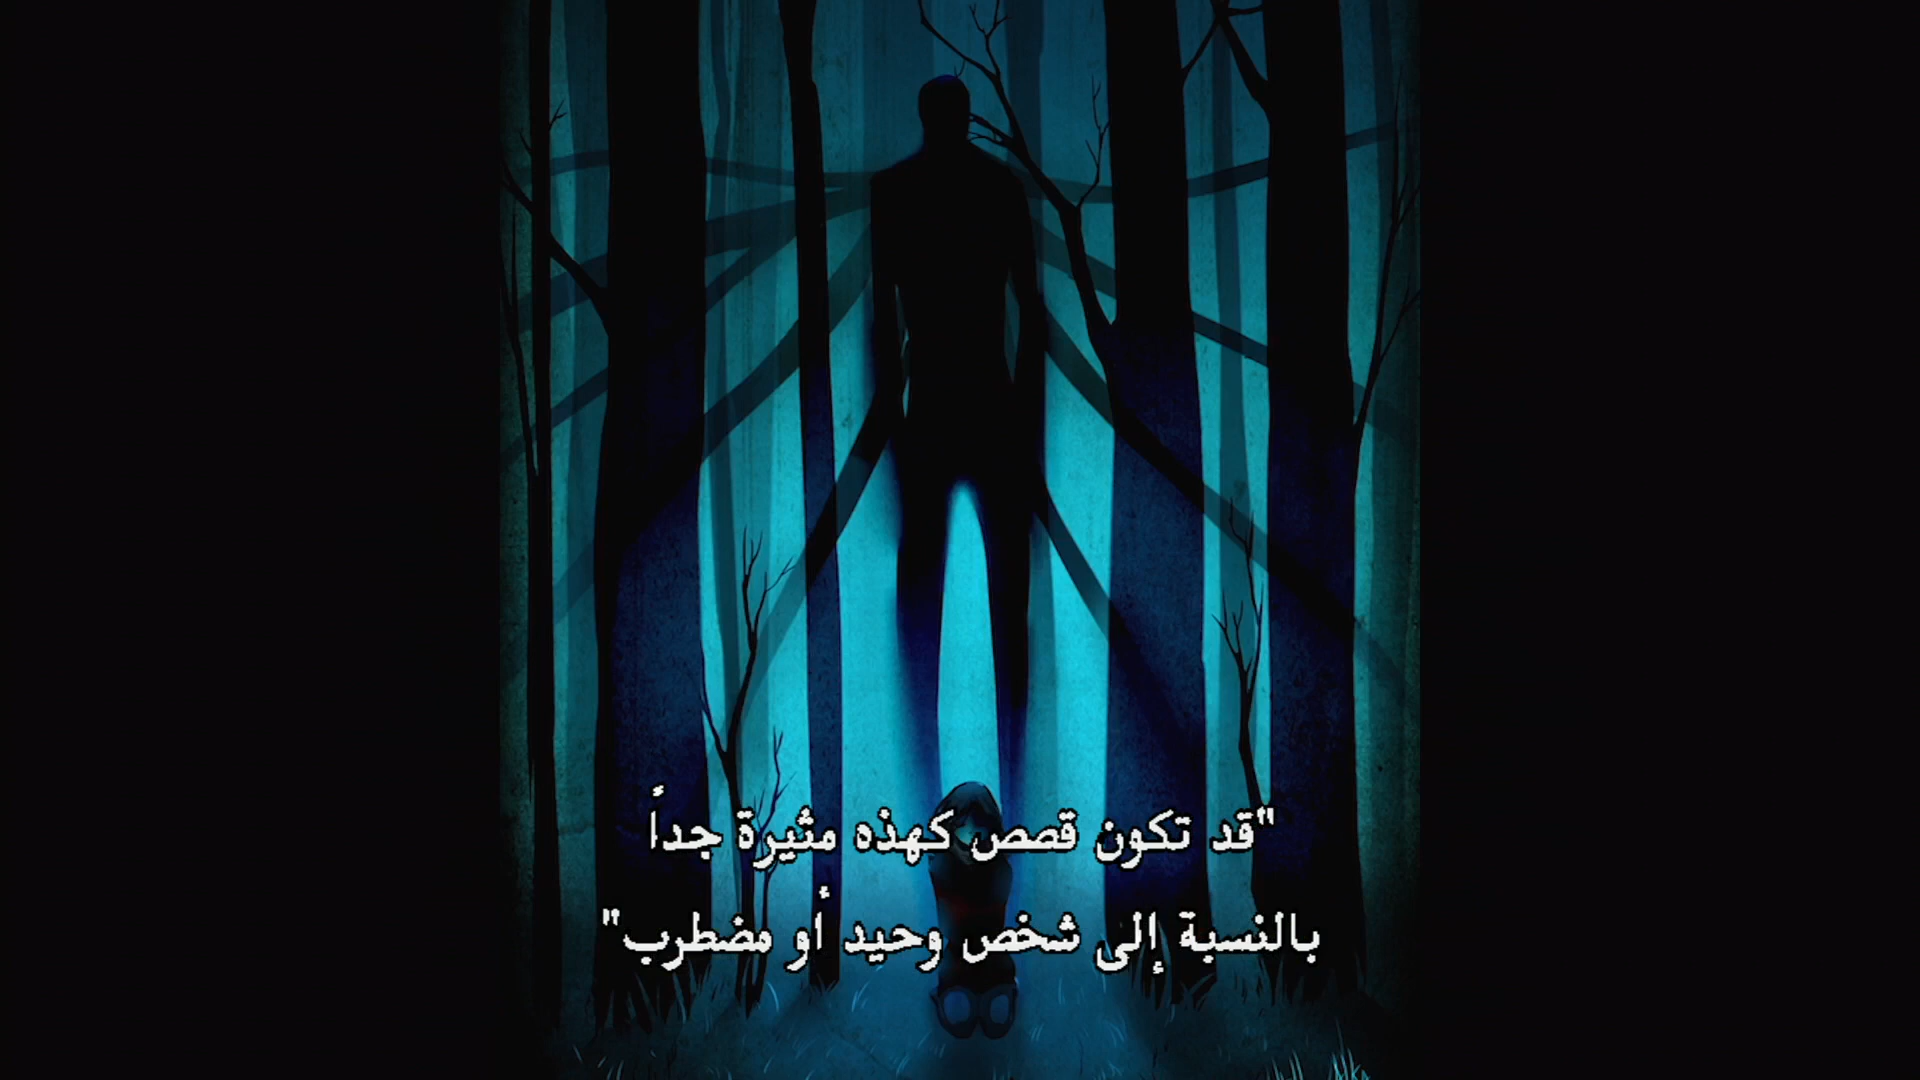 "قد تكون قصص كهذه مثيرة جداً
بالنسبة إلى شخص وحيد أو مضطرب"